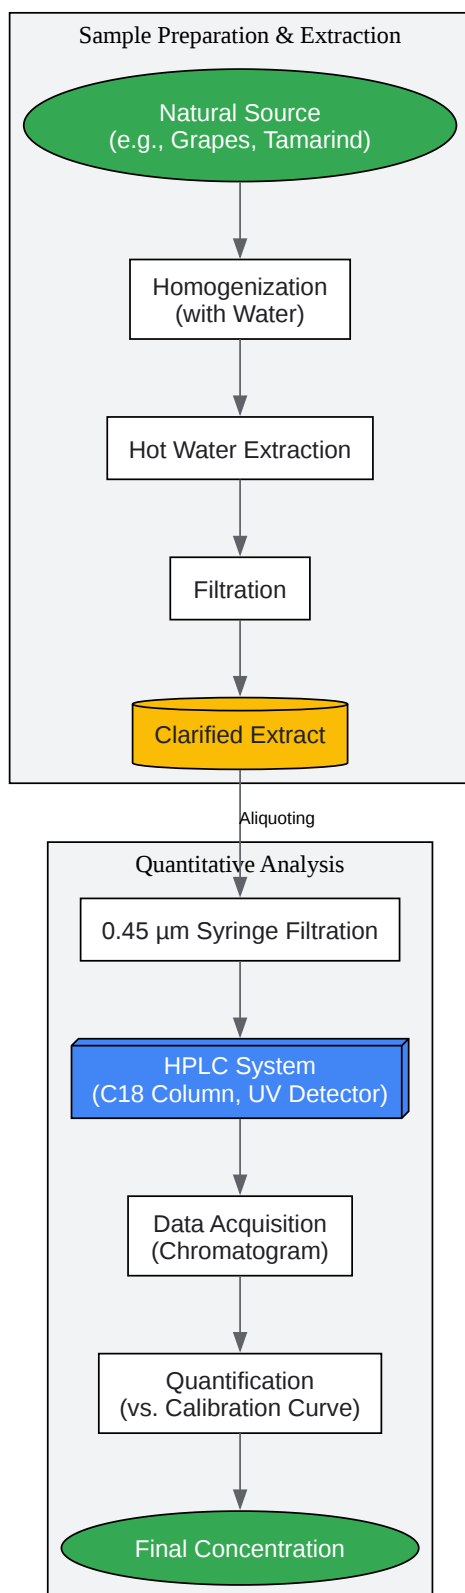 Sample Preparation & Extraction
Natural Source
(e.g., Grapes, Tamarind)
Homogenization
(with Water)
Hot Water Extraction
Filtration
Clarified Extract
Aliquoting
Quantitative Analysis
0.45 µm Syringe Filtration
HPLC System
(C18 Column, UV Detector)
Data Acquisition
(Chromatogram)
Quantification
(vs. Calibration Curve)
Final Concentration